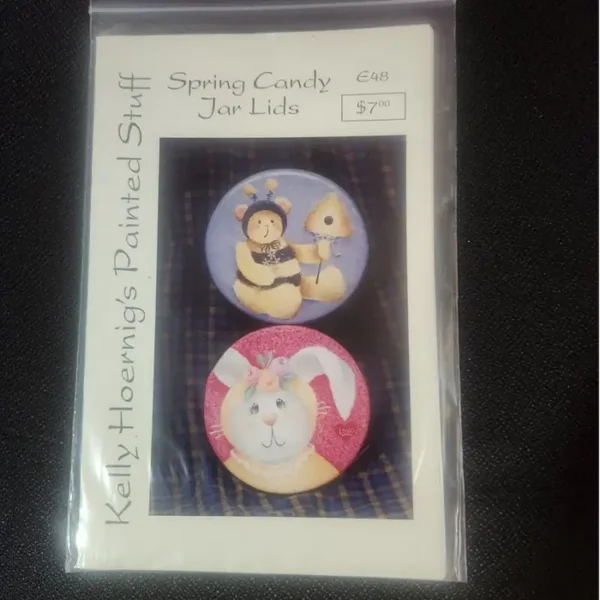 Spring Candy
Jar Lids
E48
$7.00
Kelly Hoernig's Painted Stuff